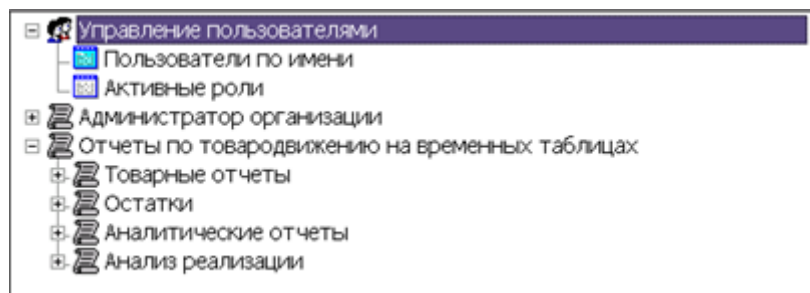 Управление пользователями
Пользователи по имени
Активные роли
Администратор организации
Отчеты по товародвижению на временных таблицах
Товарные отчеты
Остатки
Аналитические отчеты
Анализ реализации